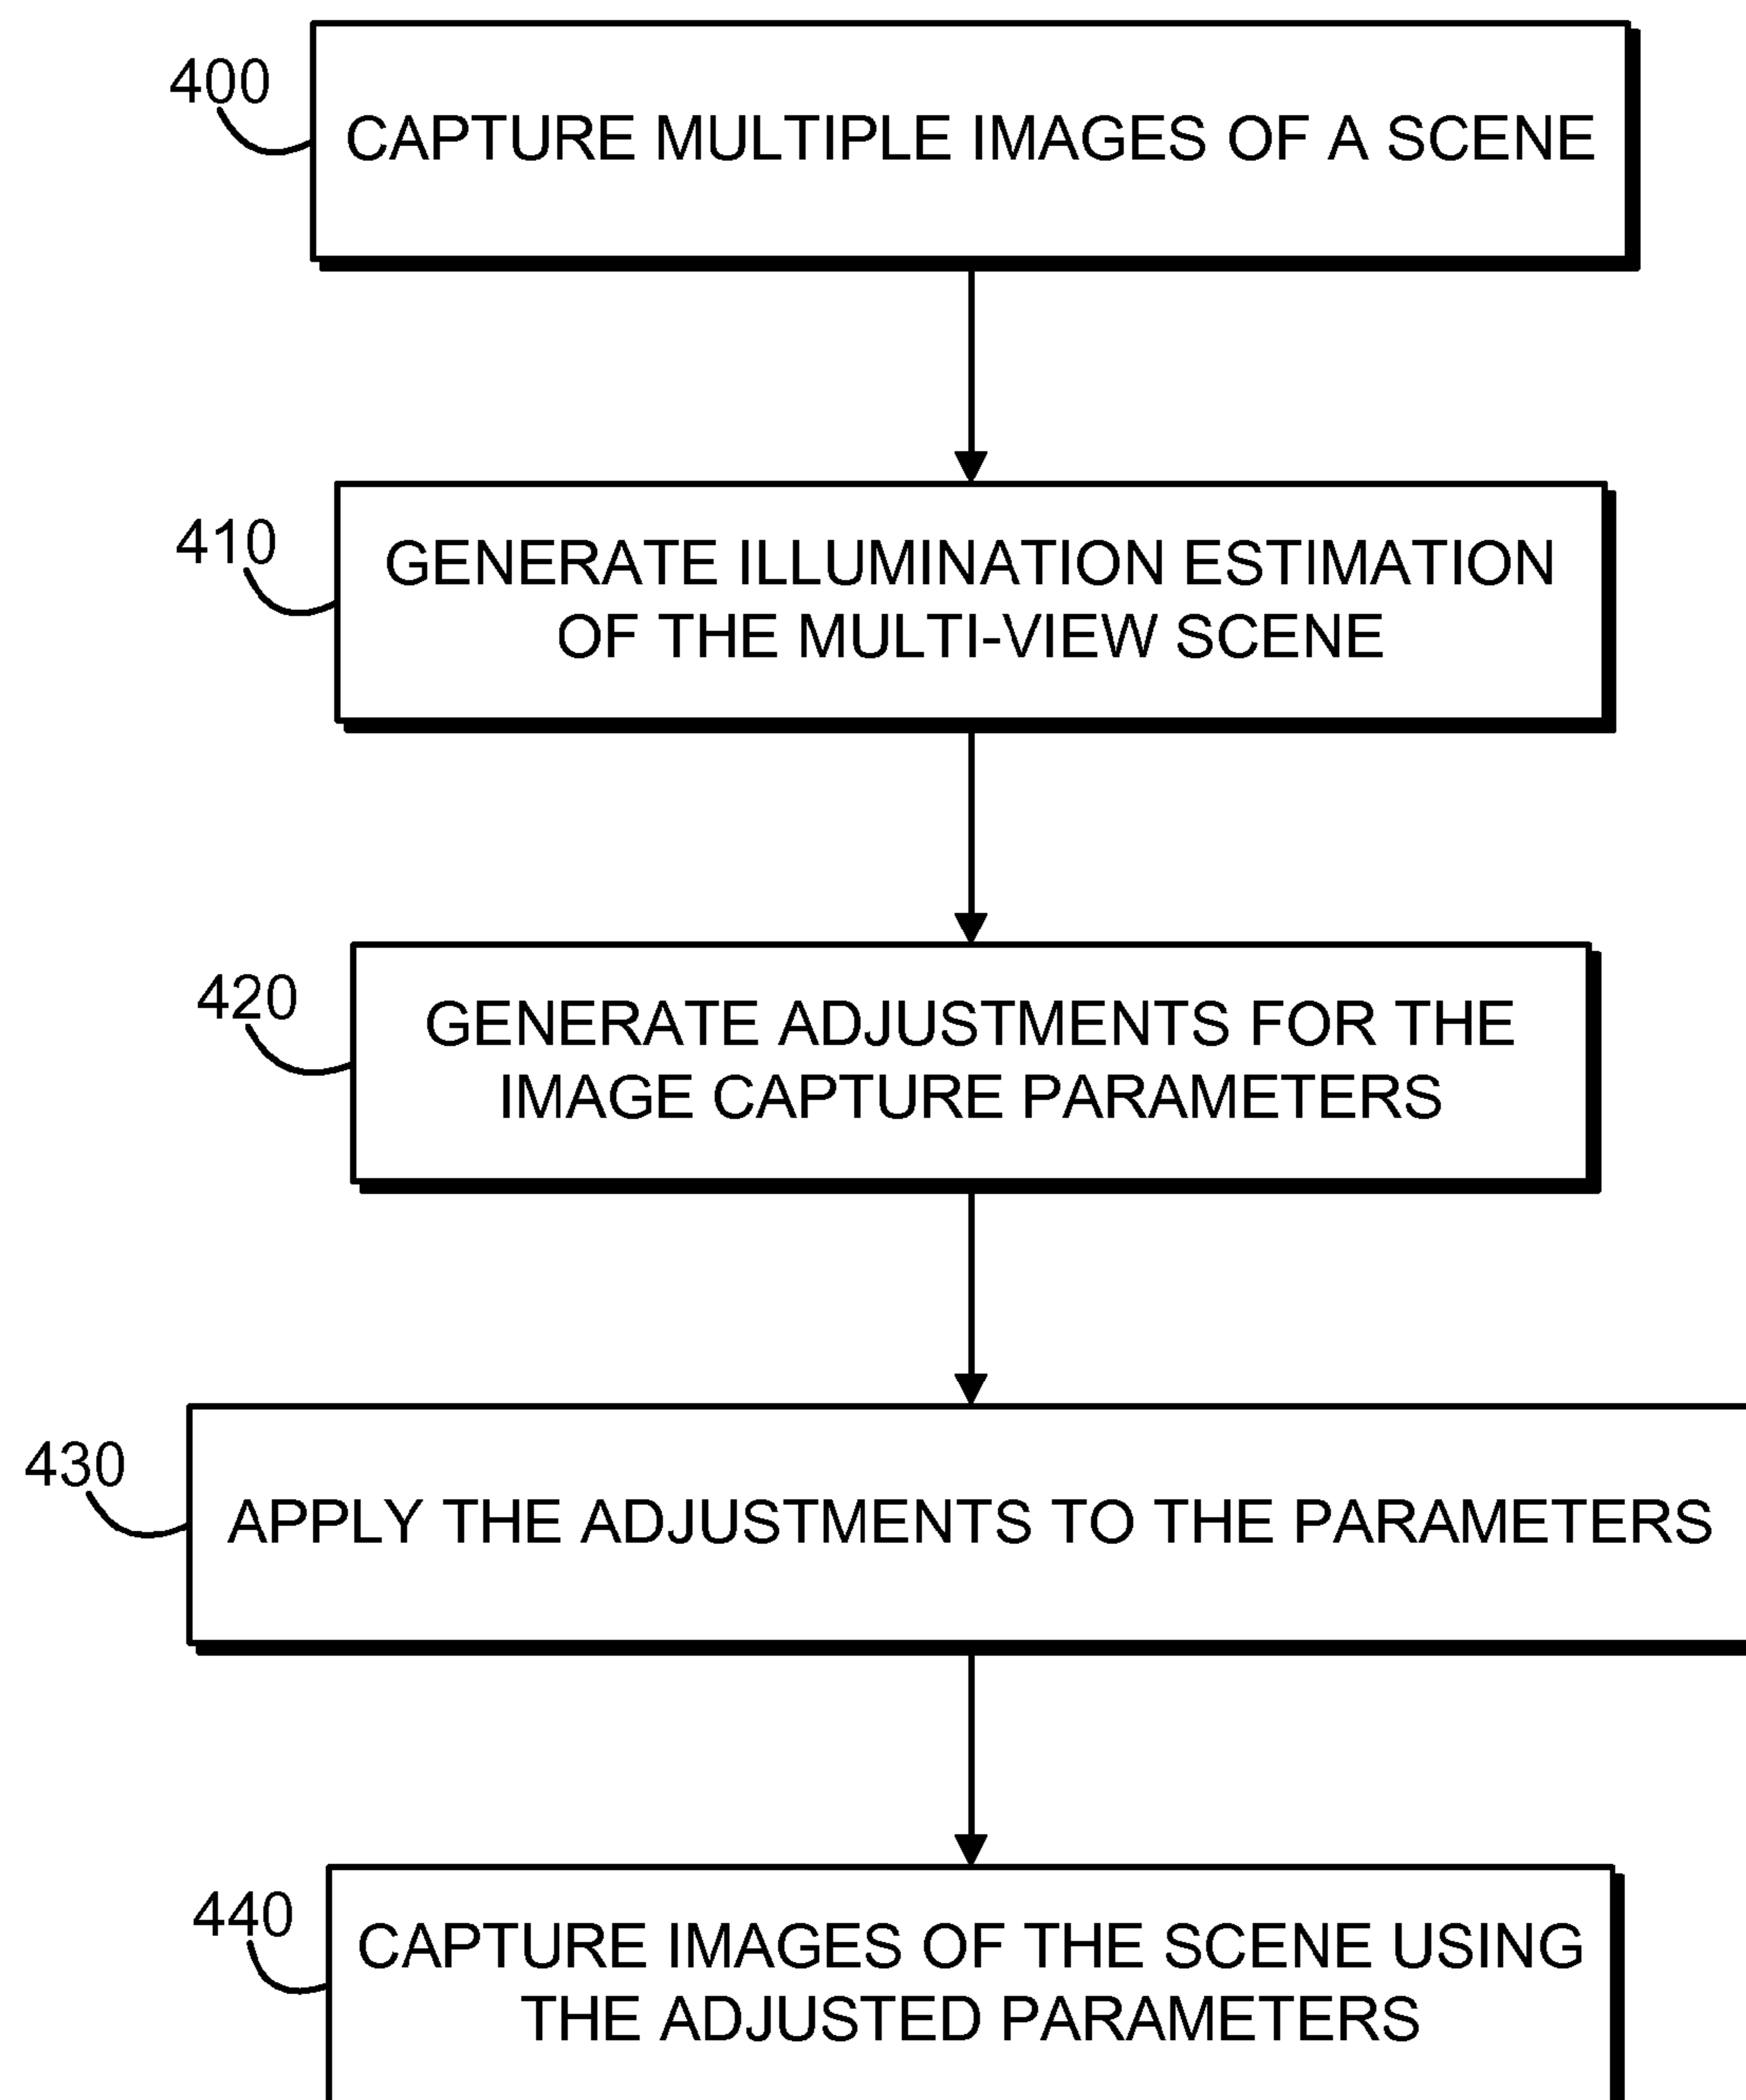 400
CAPTURE MULTIPLE IMAGES OF A SCENE
410
GENERATE ILLUMINATION ESTIMATION
OF THE MULTI-VIEW SCENE
420
GENERATE ADJUSTMENTS FOR THE
IMAGE CAPTURE PARAMETERS
430
APPLY THE ADJUSTMENTS TO THE PARAMETERS
440
CAPTURE IMAGES OF THE SCENE USING
THE ADJUSTED PARAMETERS